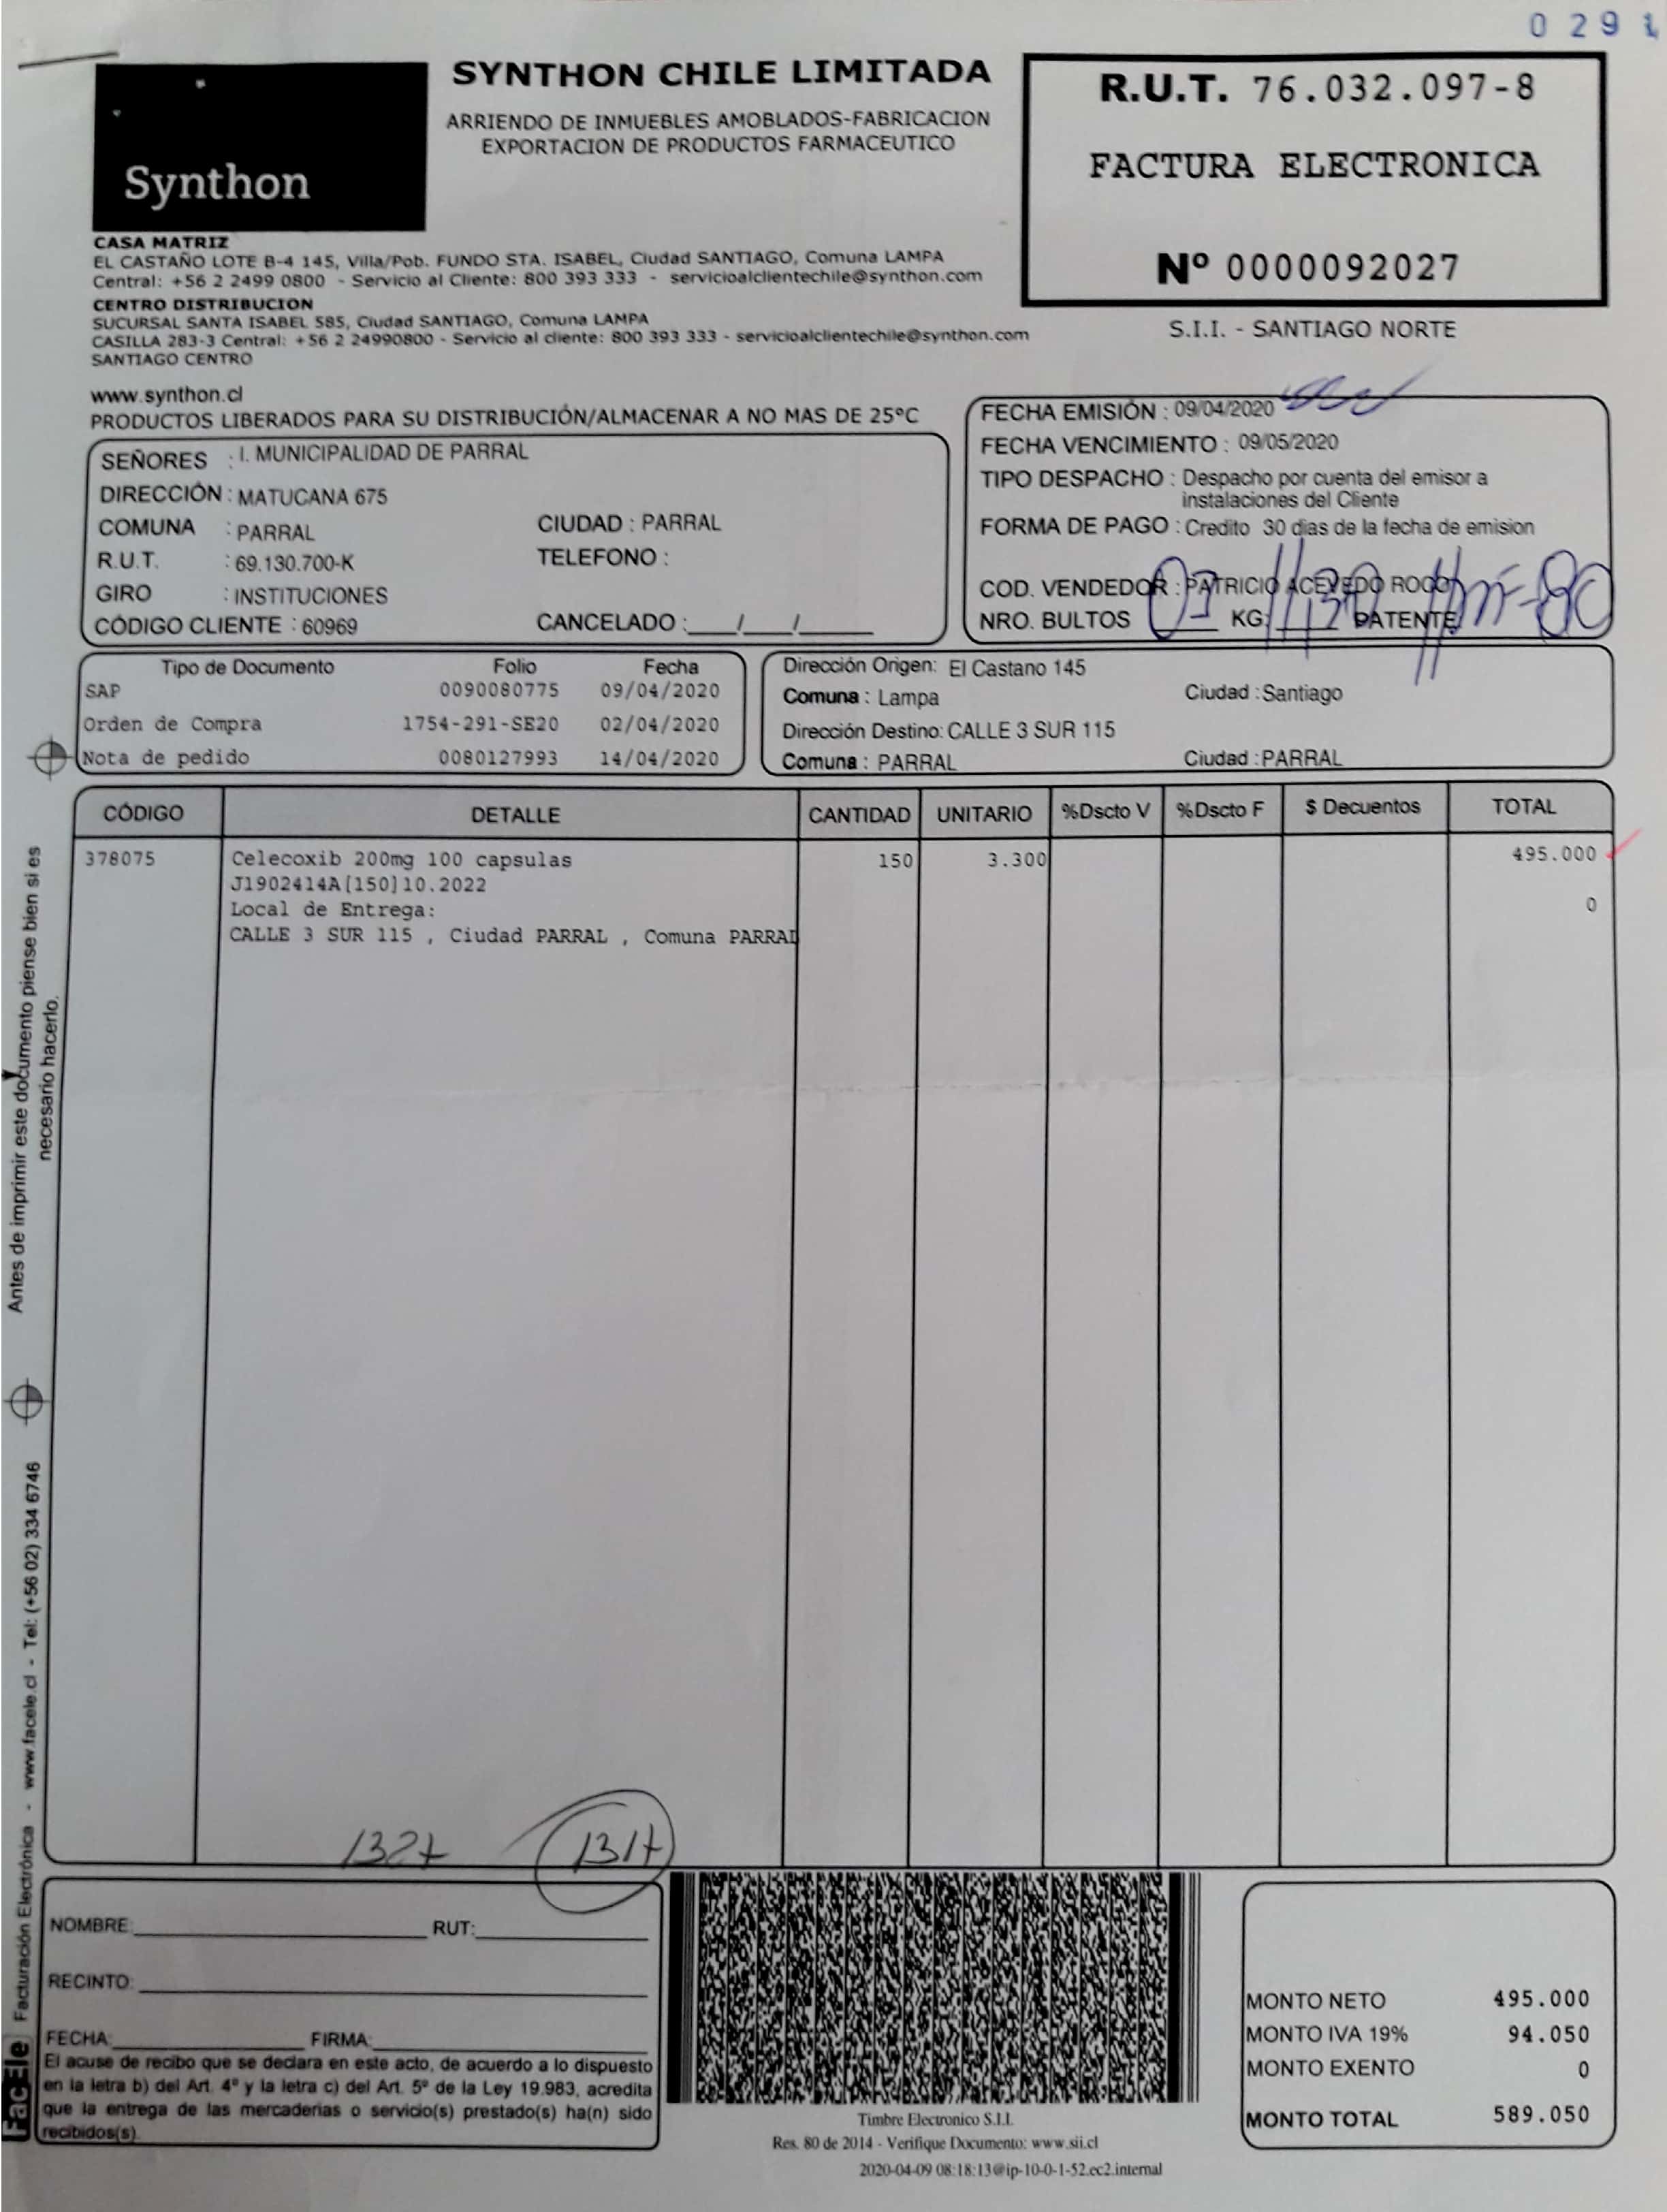 0 2 9 1
Synthon
SYNTHON CHILE LIMITADA
ARRIENDO DE INMUEBLES AMOBLADOS-FABRICACION
EXPORTACION DE PRODUCTOS FARMACEUTICO
R.U.T. 76.032.097-8
FACTURA ELECTRONICA
Nº 0000092027
S.I.I. - SANTIAGO NORTE
CASA MATRIZ
EL CASTAÑO LOTE B-4 145, Villa/Pob. FUNDO STA. ISABEL, Ciudad SANTIAGO, Comuna LAMPA
Central: +56 2 2499 0800 - Servicio al Cliente: 800 393 333 - servicioalclientechile@synthon.com
CENTRO DISTRIBUCION
SUCURSAL SANTA ISABEL 585, Ciudad SANTIAGO, Comuna LAMPA
CASILLA 283-3 Central: +56 2 24990800 - Servicio al cliente: 800 393 333 - servicioalclientechile@synthon.com
SANTIAGO CENTRO
www.synthon.cl
PRODUCTOS LIBERADOS PARA SU DISTRIBUCIÓN/ALMACENAR A NO MAS DE 25ºC
SEÑORES : I. MUNICIPALIDAD DE PARRAL
DIRECCIÓN : MATUCANA 675
COMUNA : PARRAL CIUDAD : PARRAL
R.U.T. : 69.130.700-K TELEFONO :
GIRO : INSTITUCIONES
CÓDIGO CLIENTE : 60969 CANCELADO :___/___/_____
FECHA EMISIÓN : 09/04/2020
FECHA VENCIMIENTO : 09/05/2020
TIPO DESPACHO : Despacho por cuenta del emisor a
instalaciones del Cliente
FORMA DE PAGO : Credito 30 dias de la fecha de emision
COD. VENDEDOR : PATRICIO ACEVEDO ROCO
NRO. BULTOS KG: PATENTE
Tipo de Documento Folio Fecha
SAP 0090080775 09/04/2020
Orden de Compra 1754-291-SE20 02/04/2020
Nota de pedido 0080127993 14/04/2020
Dirección Origen: El Castano 145
Comuna : Lampa Ciudad : Santiago
Dirección Destino: CALLE 3 SUR 115
Comuna : PARRAL Ciudad : PARRAL
CÓDIGO DETALLE CANTIDAD UNITARIO %Dscto V %Dscto F $ Decuentos TOTAL
378075 Celecoxib 200mg 100 capsulas 150 3.300 495.000
J1902414A[150]10.2022
Local de Entrega: 0
CALLE 3 SUR 115 , Ciudad PARRAL , Comuna PARRAL
1327 1317
NOMBRE: RUT:
RECINTO:
FECHA: FIRMA:
El acuse de recibo que se declara en este acto, de acuerdo a lo dispuesto
en la letra b) del Art. 4º y la letra c) del Art. 5º de la Ley 19.983, acredita
que la entrega de las mercaderias o servicio(s) prestado(s) ha(n) sido
recibidos(s).
Timbre Electronico S.I.I.
Res. 80 de 2014 - Verifique Documento: www.sii.cl
2020-04-09 08:18:13@ip-10-0-1-52.ec2.internal
MONTO NETO 495.000
MONTO IVA 19% 94.050
MONTO EXENTO 0
MONTO TOTAL 589.050
Antes de imprimir este documento piense bien si es
necesario hacerlo.
FacEle Facturación Electrónica - www.facele.cl - Tel: (+56 02) 334 6746